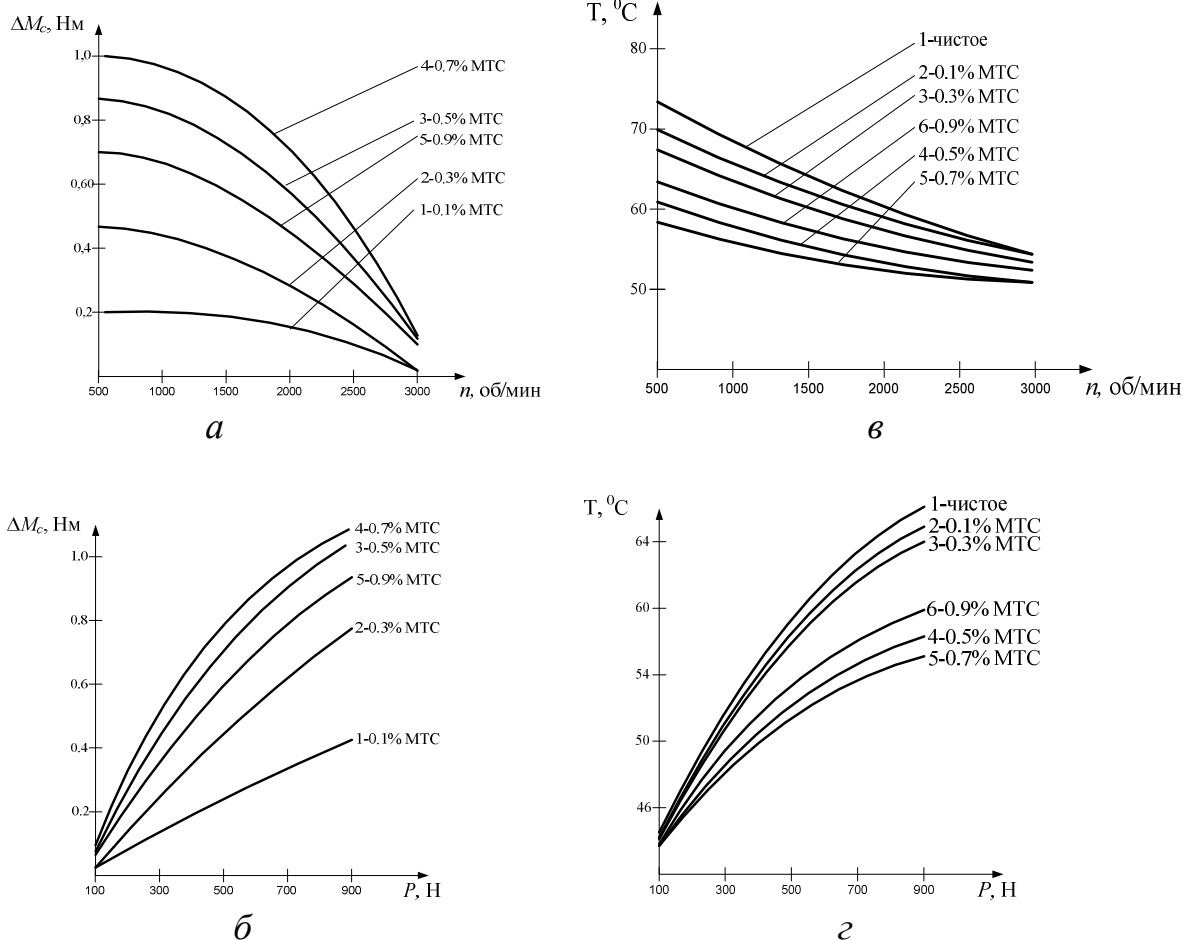 ΔMc, Нм
1,0
0,8
0,60
0,4
0,2
4-0.7% МТС
3-0.5% МТС
5-0.9% МТС
2-0.3% МТС
1-0.1% МТС
500 1000 1500 2000 2500 3000
n, об/мин
а
T, ⁰C
80
70
60
50
1-чистое
2-0.1% МТС
3-0.3% МТС
6-0.9% МТС
4-0.5% МТС
5-0.7% МТС
500 1000 1500 2000 2500 3000
n, об/мин
в
ΔMc, Нм
1,0
0,8
0,6
0,4
0,2
4-0.7% МТС
3-0.5% МТС
5-0.9% МТС
2-0.3% МТС
1-0.1% МТС
100 300 500 700 900
P, Н
б
T, ⁰C
64
60
54
50
46
1-чистое
2-0.1% МТС
3-0.3% МТС
6-0.9% МТС
4-0.5% МТС
5-0.7% МТС
100 300 500 700 900
P, Н
г